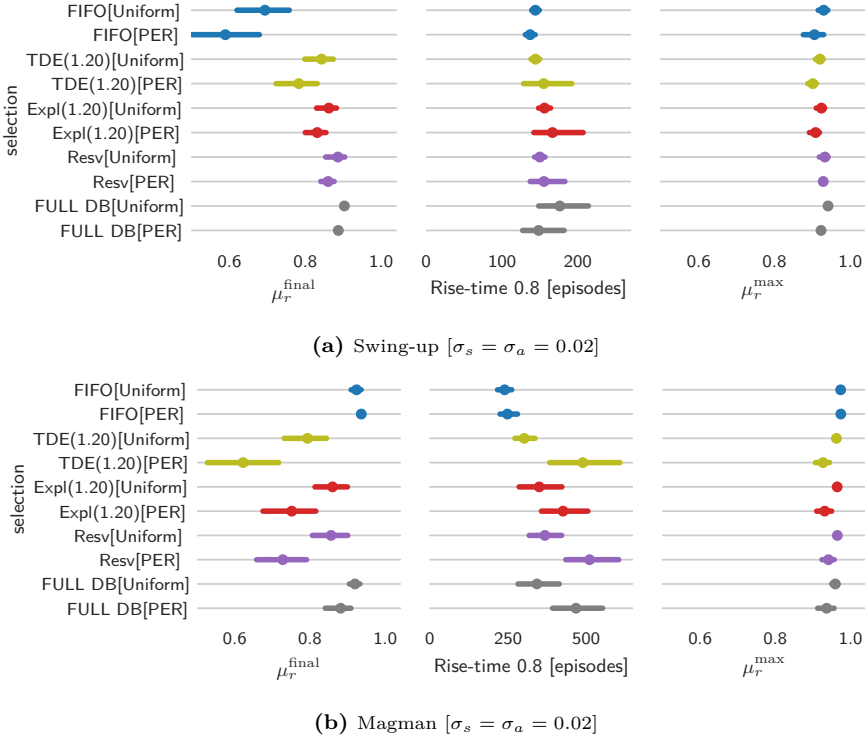 FIFO[Uniform]
FIFO[PER]
TDE(1.20)[Uniform]
TDE(1.20)[PER]
Expl(1.20)[Uniform]
Expl(1.20)[PER]
Resv[Uniform]
Resv[PER]
FULL DB[Uniform]
FULL DB[PER]
selection
0.6 0.8 1.0 0 100 200 0.6 0.8 1.0
μ_r^final Rise-time 0.8 [episodes] μ_r^max
(a) Swing-up [σ_s = σ_a = 0.02]
FIFO[Uniform]
FIFO[PER]
TDE(1.20)[Uniform]
TDE(1.20)[PER]
Expl(1.20)[Uniform]
Expl(1.20)[PER]
Resv[Uniform]
Resv[PER]
FULL DB[Uniform]
FULL DB[PER]
selection
0.6 0.8 1.0 0 250 500 0.6 0.8 1.0
μ_r^final Rise-time 0.8 [episodes] μ_r^max
(b) Magman [σ_s = σ_a = 0.02]